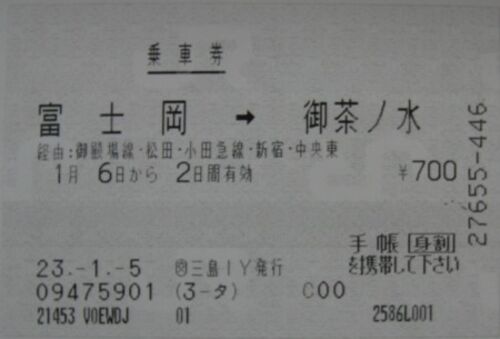 乗車券
富士岡 → 御茶ノ水
経由:御殿場線・松田・小田急線・新宿・中央東
1月 6日から 2日間有効 ¥700
手帳 身割
を携帯して下さい
23.-1.-5 三島IY発行
09475901 (3-タ) C00
21453 V0EWDJ 01 2586L001
27655-446